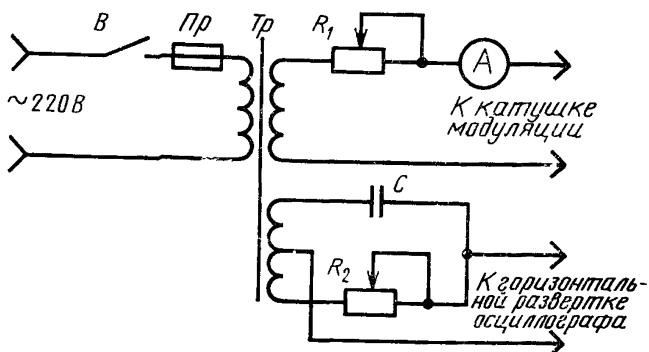 В
Пр
Тр
R₁
А
~220В
К катушке
модуляции
С
R₂
К горизонталь-
ной развертке
осциллографа